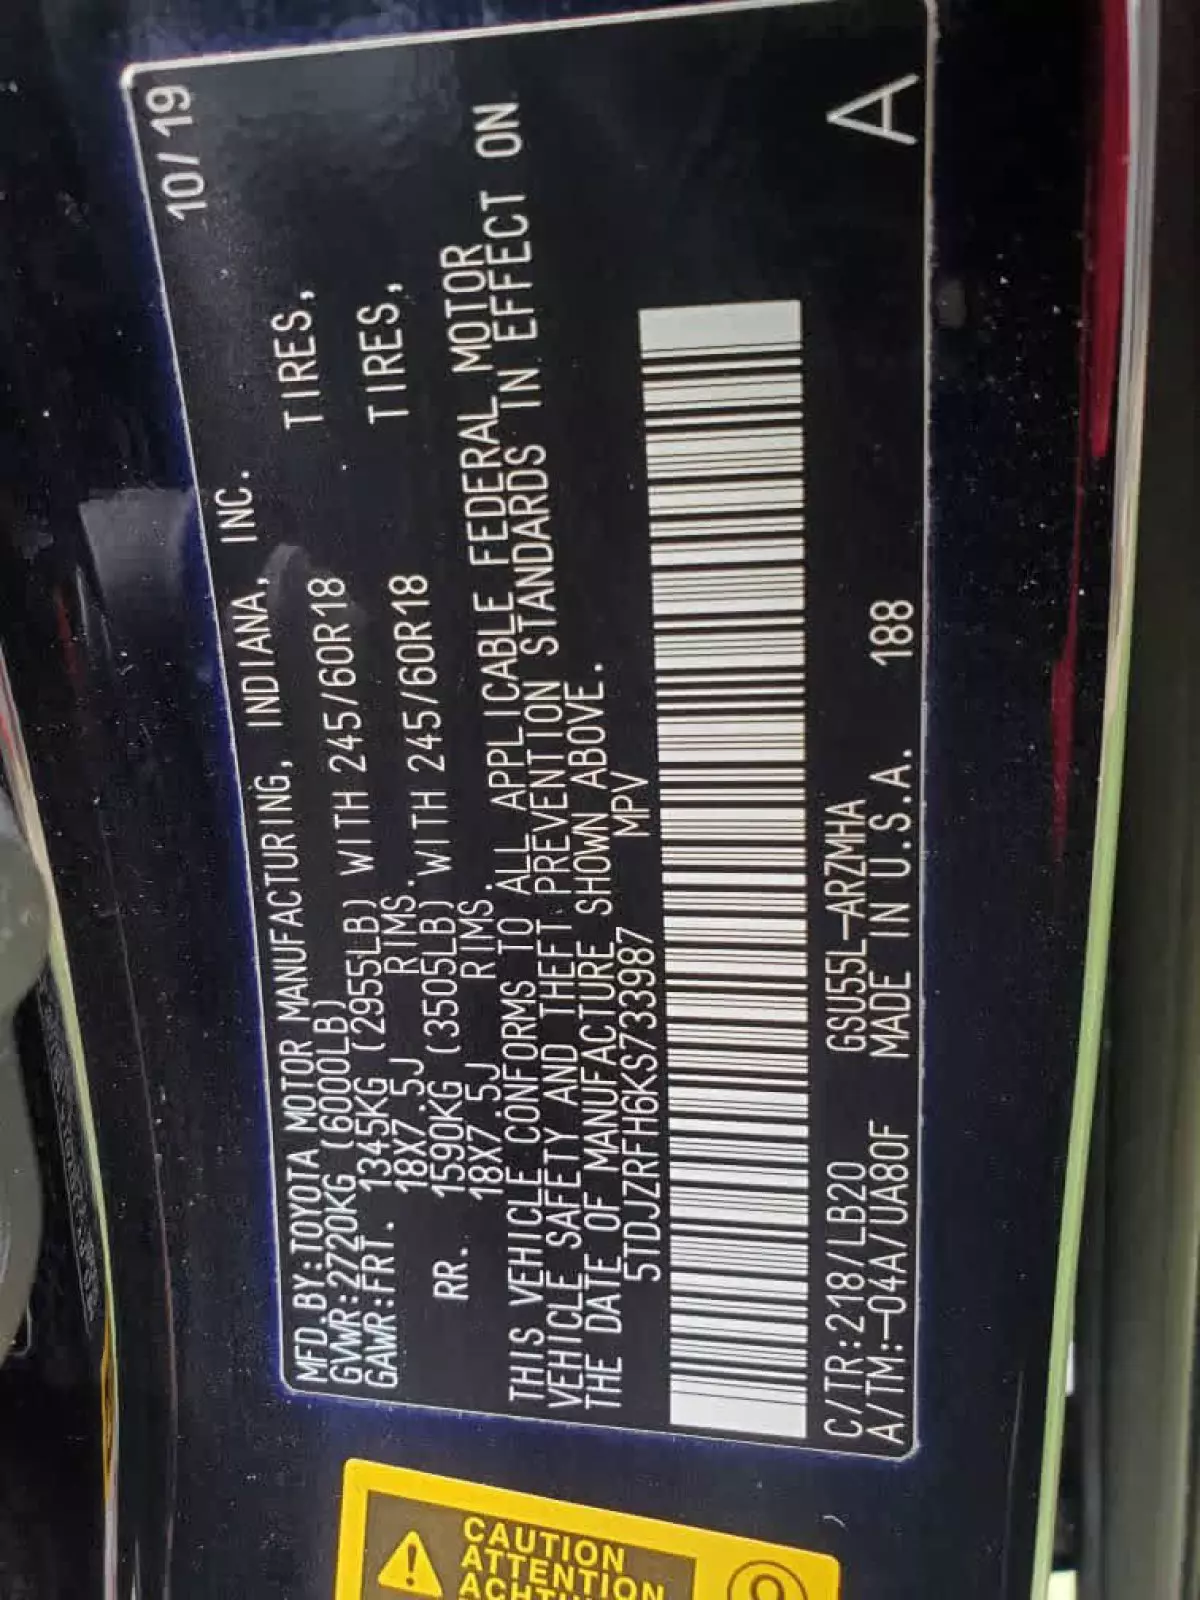 10/19
MFD.BY:TOYOTA MOTOR MANUFACTURING, INDIANA, INC.
GVWR:2720KG (6000LB)
GAWR:FRT. 1345KG (2955LB) WITH 245/60R18 TIRES,
18X7.5J RIMS.
RR. 1590KG (3505LB) WITH 245/60R18 TIRES,
18X7.5J RIMS.
THIS VEHICLE CONFORMS TO ALL APPLICABLE FEDERAL MOTOR
VEHICLE SAFETY AND THEFT PREVENTION STANDARDS IN EFFECT ON
THE DATE OF MANUFACTURE SHOWN ABOVE.
5TDJZRFH6KS733987 MPV
C/TR:218/LB20 GSU55L-ARZMHA
A/TM:-04A/UA80F MADE IN U.S.A. 188 A
CAUTION
ATTENTION